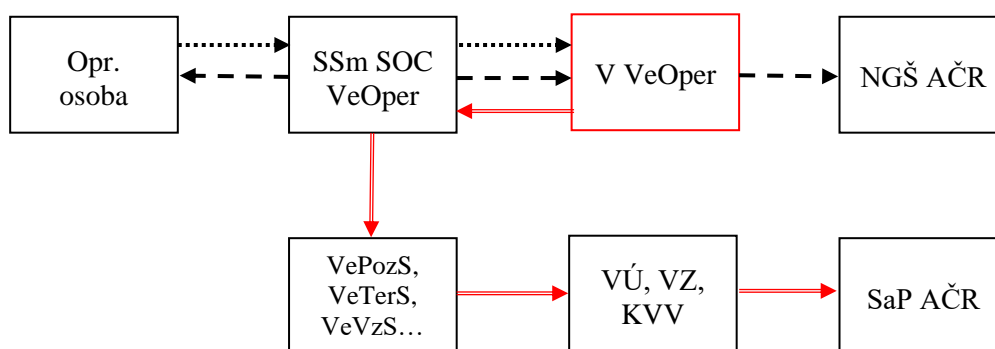 Opr.
osoba
SSm SOC
VeOper
V VeOper
NGŠ AČR
VePozS,
VeTerS,
VeVzS…
VÚ, VZ,
KVV
SaP AČR